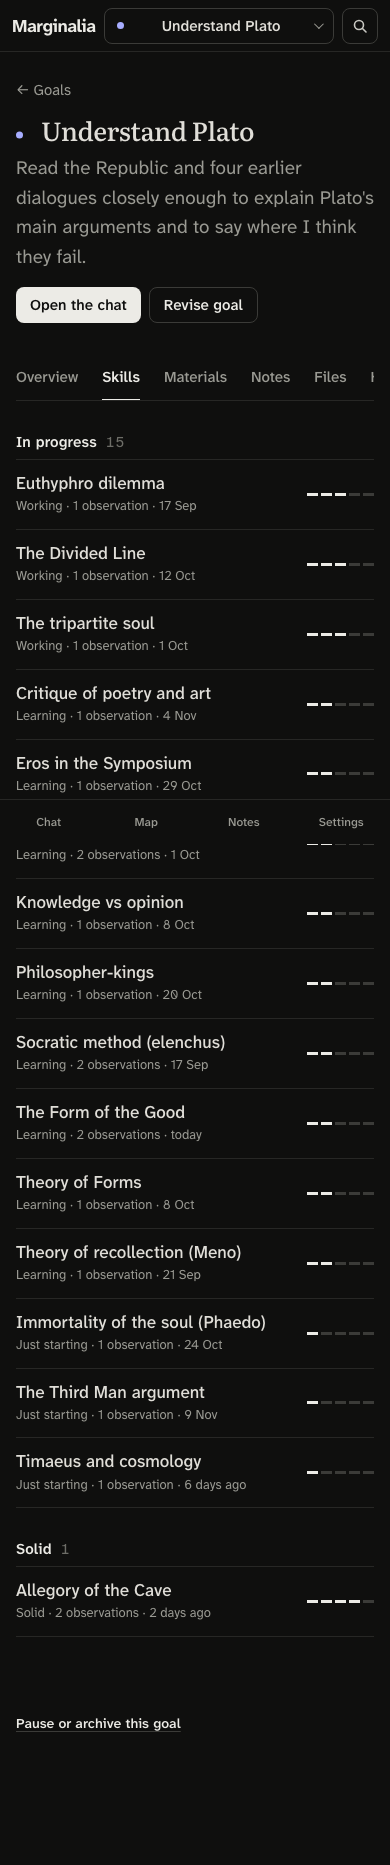 Marginalia
Understand Plato
← Goals
Understand Plato
Read the Republic and four earlier
dialogues closely enough to explain Plato's
main arguments and to say where I think
they fail.
Open the chat
Revise goal
Overview Skills Materials Notes Files
In progress 15
Euthyphro dilemma
Working · 1 observation · 17 Sep
The Divided Line
Working · 1 observation · 12 Oct
The tripartite soul
Working · 1 observation · 1 Oct
Critique of poetry and art
Learning · 1 observation · 4 Nov
Eros in the Symposium
Learning · 1 observation · 29 Oct
Chat Map Notes Settings
Learning · 2 observations · 1 Oct
Knowledge vs opinion
Learning · 1 observation · 8 Oct
Philosopher-kings
Learning · 1 observation · 20 Oct
Socratic method (elenchus)
Learning · 2 observations · 17 Sep
The Form of the Good
Learning · 2 observations · today
Theory of Forms
Learning · 1 observation · 8 Oct
Theory of recollection (Meno)
Learning · 1 observation · 21 Sep
Immortality of the soul (Phaedo)
Just starting · 1 observation · 24 Oct
The Third Man argument
Just starting · 1 observation · 9 Nov
Timaeus and cosmology
Just starting · 1 observation · 6 days ago
Solid 1
Allegory of the Cave
Solid · 2 observations · 2 days ago
Pause or archive this goal